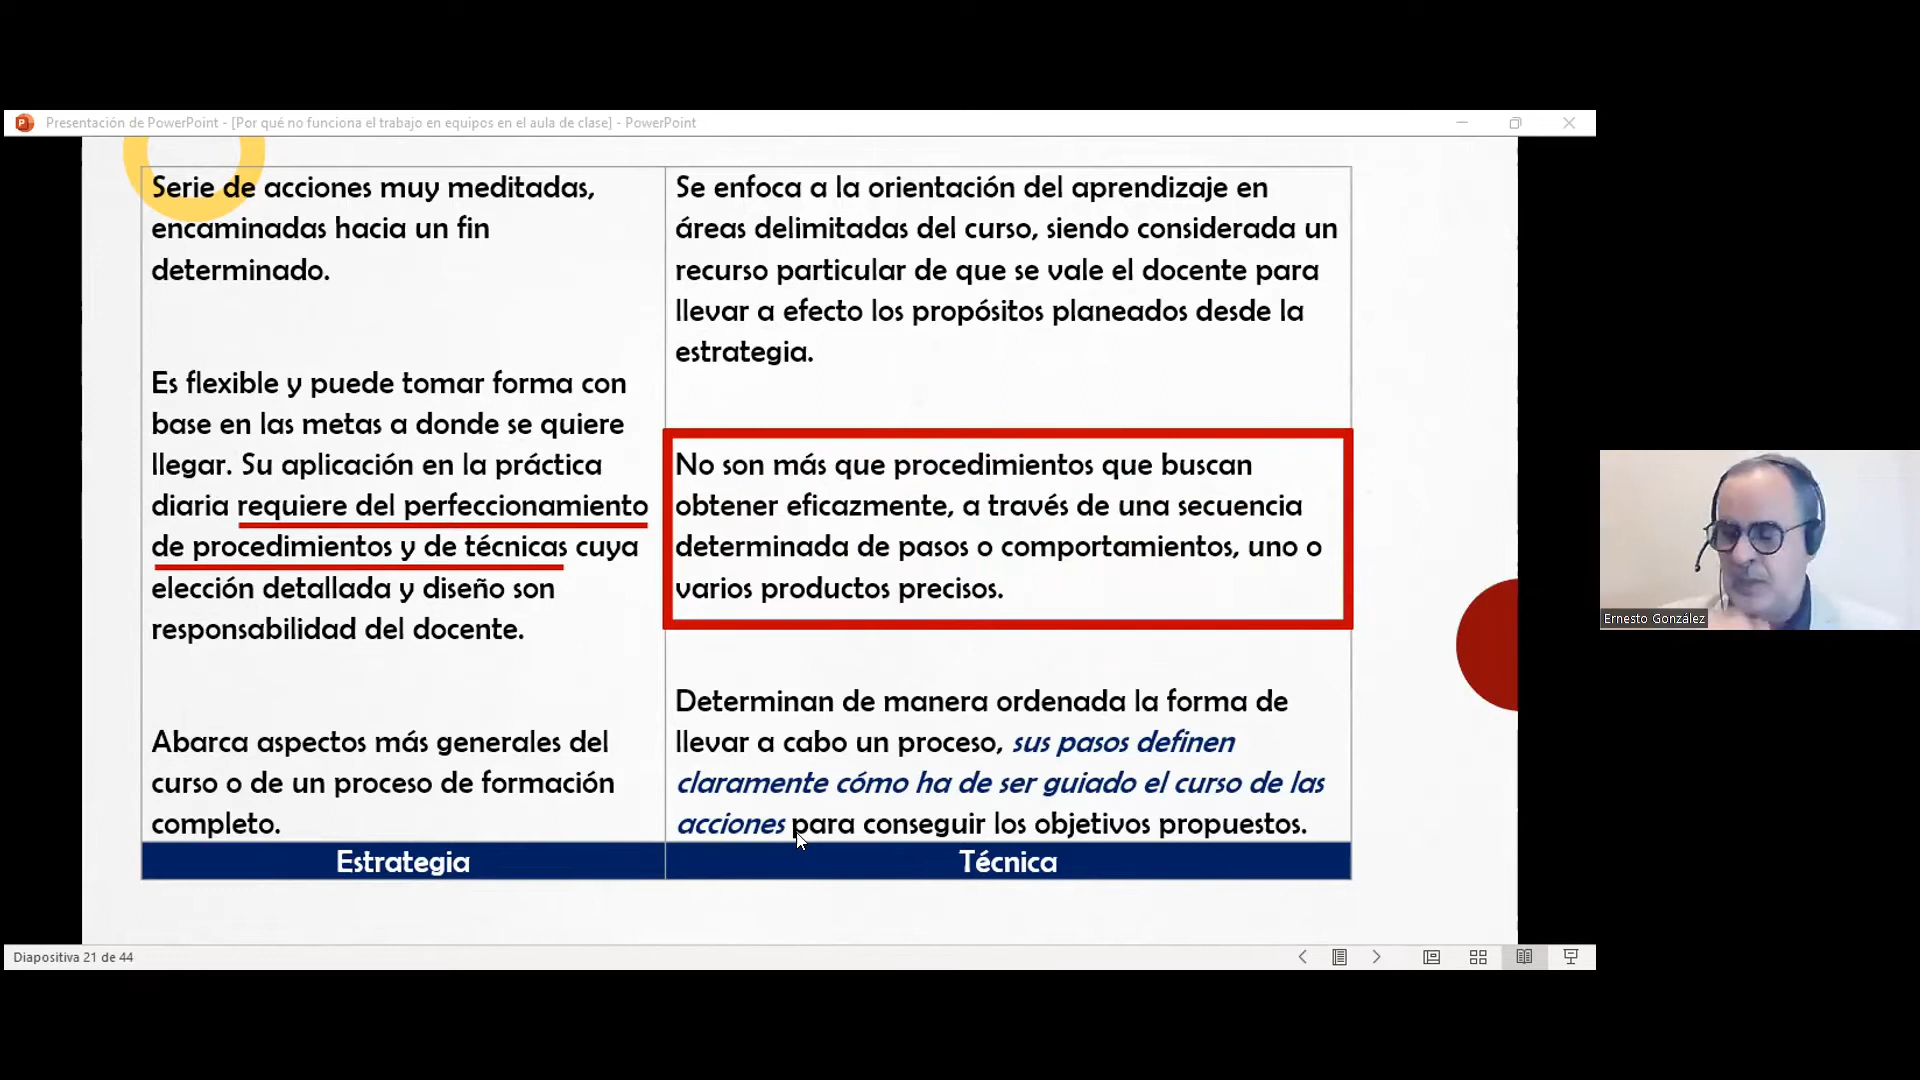 Presentación de PowerPoint - [Por qué no funciona el trabajo en equipos en el aula de clase] - PowerPoint
Serie de acciones muy meditadas,
encaminadas hacia un fin
determinado.
Es flexible y puede tomar forma con
base en las metas a donde se quiere
llegar. Su aplicación en la práctica
diaria requiere del perfeccionamiento
de procedimientos y de técnicas cuya
elección detallada y diseño son
responsabilidad del docente.
Abarca aspectos más generales del
curso o de un proceso de formación
completo.
Estrategia
Se enfoca a la orientación del aprendizaje en
áreas delimitadas del curso, siendo considerada un
recurso particular de que se vale el docente para
llevar a efecto los propósitos planeados desde la
estrategia.
No son más que procedimientos que buscan
obtener eficazmente, a través de una secuencia
determinada de pasos o comportamientos, uno o
varios productos precisos.
Determinan de manera ordenada la forma de
llevar a cabo un proceso, sus pasos definen
claramente cómo ha de ser guiado el curso de las
acciones para conseguir los objetivos propuestos.
Técnica
Ernesto González
Diapositiva 21 de 44